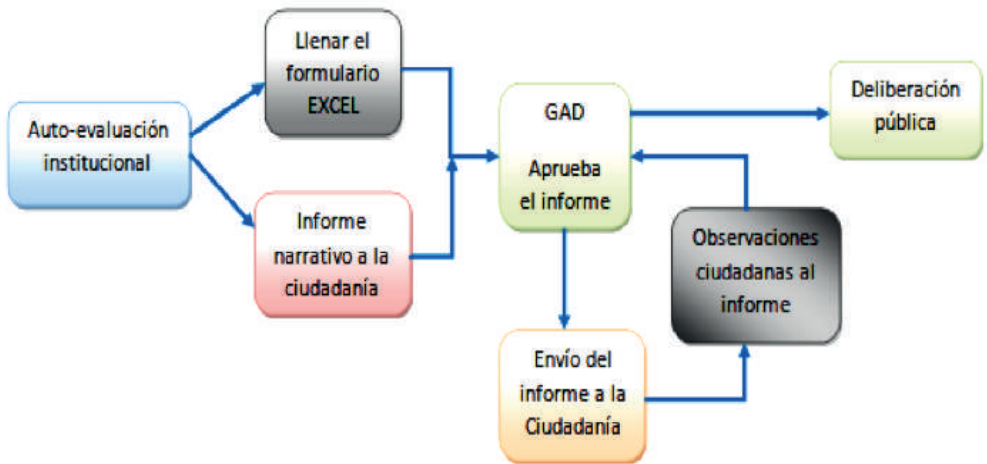 Auto-evaluación
institucional
Llenar el
formulario
EXCEL
Informe
narrativo a la
ciudadanía
GAD
Aprueba
el informe
Deliberación
pública
Observaciones
ciudadanas al
informe
Envío del
informe a la
Ciudadanía